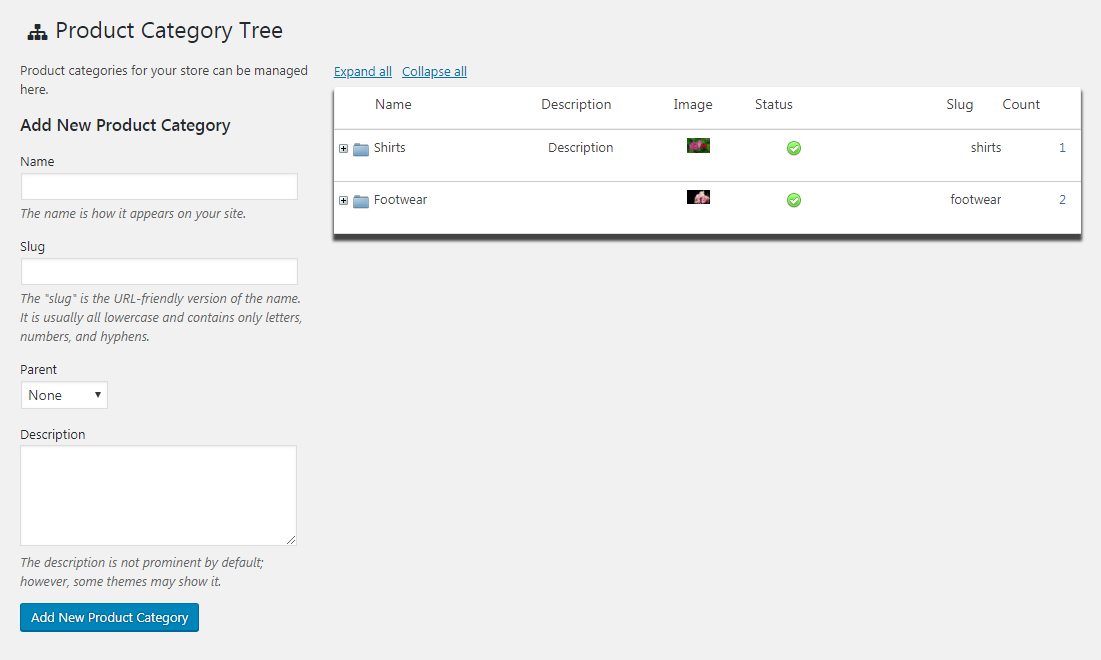 Product Category Tree
Product categories for your store can be managed
here.
Add New Product Category
Name
The name is how it appears on your site.
Slug
The "slug" is the URL-friendly version of the name.
It is usually all lowercase and contains only letters,
numbers, and hyphens.
Parent
None
Description
The description is not prominent by default;
however, some themes may show it.
Add New Product Category
Expand all Collapse all
Name Description Image Status Slug Count
Shirts Description shirts 1
Footwear footwear 2